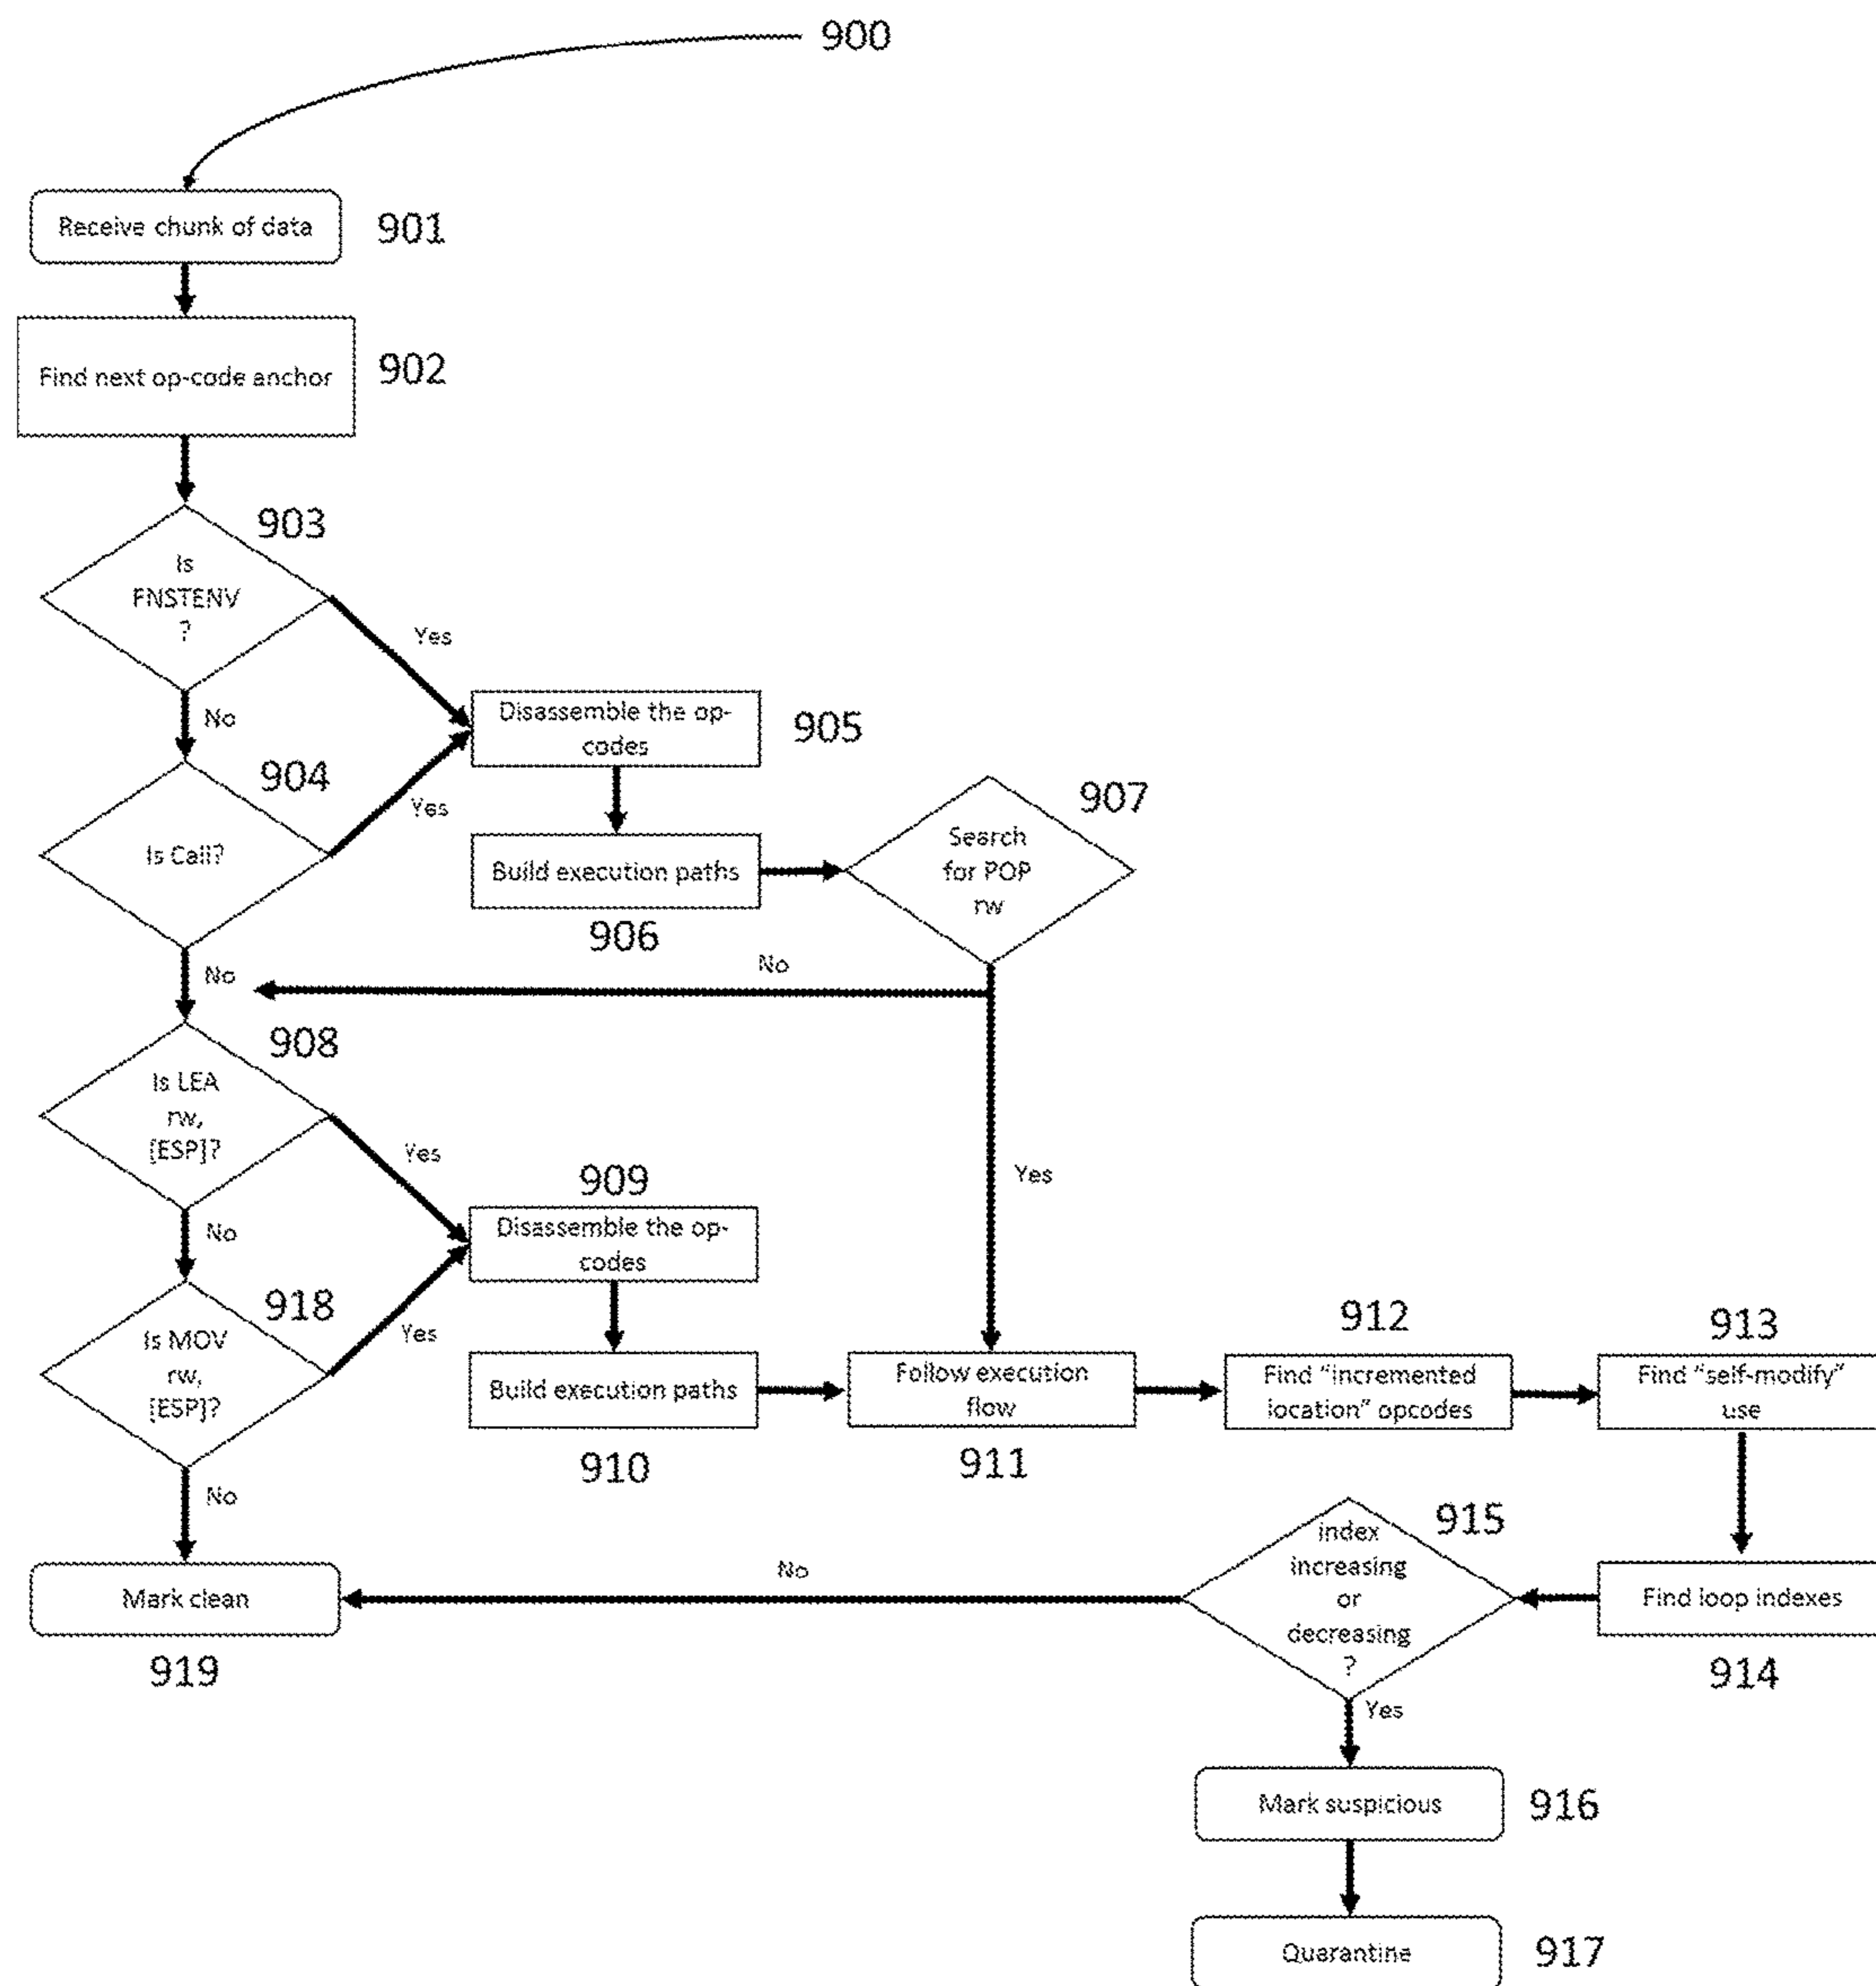 900
Receive chunk of data
901
Find next op-code anchor
902
903
Is
FNSTENV
?
Yes
No
Disassemble the op-
codes
905
904
Is Call?
Yes
Build execution paths
906
907
Search
for POP
rw
No
No
908
Is LEA
rw,
[ESP]?
Yes
Yes
No
909
Disassemble the op-
codes
918
Is MOV
rw,
[ESP]?
Yes
Build execution paths
910
Follow execution
flow
911
912
Find "incremented
location" opcodes
913
Find "self-modify"
use
No
915
index
increasing
or
decreasing
?
Find loop indexes
914
No
Mark clean
919
Yes
Mark suspicious
916
Quarantine
917